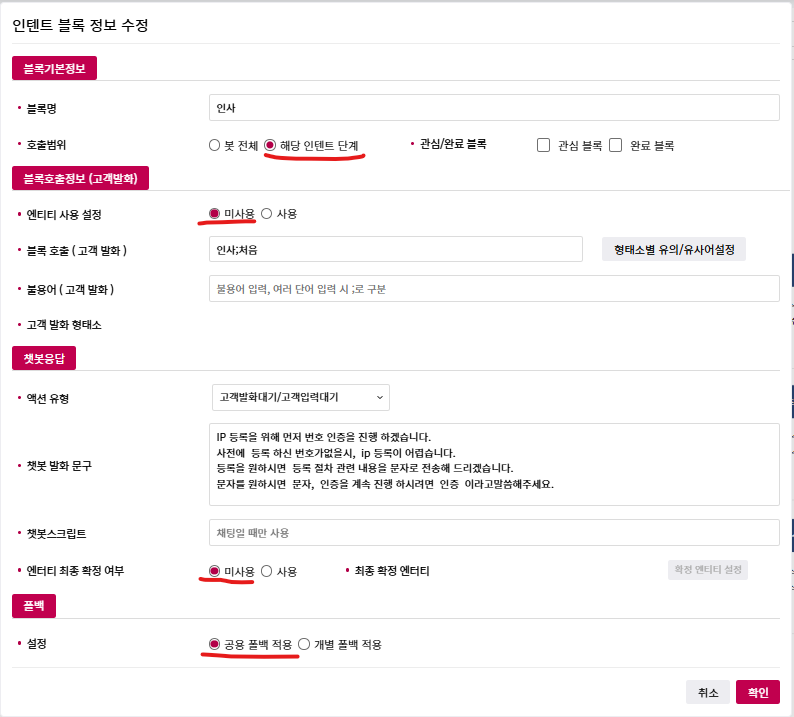 인텐트 블록 정보 수정
블록기본정보
블록명 인사
호출범위 봇 전체 해당 인텐트 단계 관심/완료 블록 관심 블록 완료 블록
블록호출정보 (고객발화)
엔티티 사용 설정 미사용 사용
블록 호출 ( 고객 발화 ) 인사;처음 형태소별 유의/유사어설정
불용어 ( 고객 발화 ) 불용어 입력, 여러 단어 입력 시 ;로 구분
고객 발화 형태소
챗봇응답
액션 유형 고객발화대기/고객입력대기
챗봇 발화 문구
IP 등록을 위해 먼저 번호 인증을 진행 하겠습니다.
사전에 등록 하신 번호가없을시, ip 등록이 어렵습니다.
등록을 원하시면 등록 절차 관련 내용을 문자로 전송해 드리겠습니다.
문자를 원하시면 문자, 인증을 계속 진행 하시려면 인증 이라고말씀해주세요.
챗봇스크립트 채팅일 때만 사용
엔터티 최종 확정 여부 미사용 사용 최종 확정 엔터티 확정 엔티티 설정
폴백
설정 공용 폴백 적용 개별 폴백 적용
취소 확인